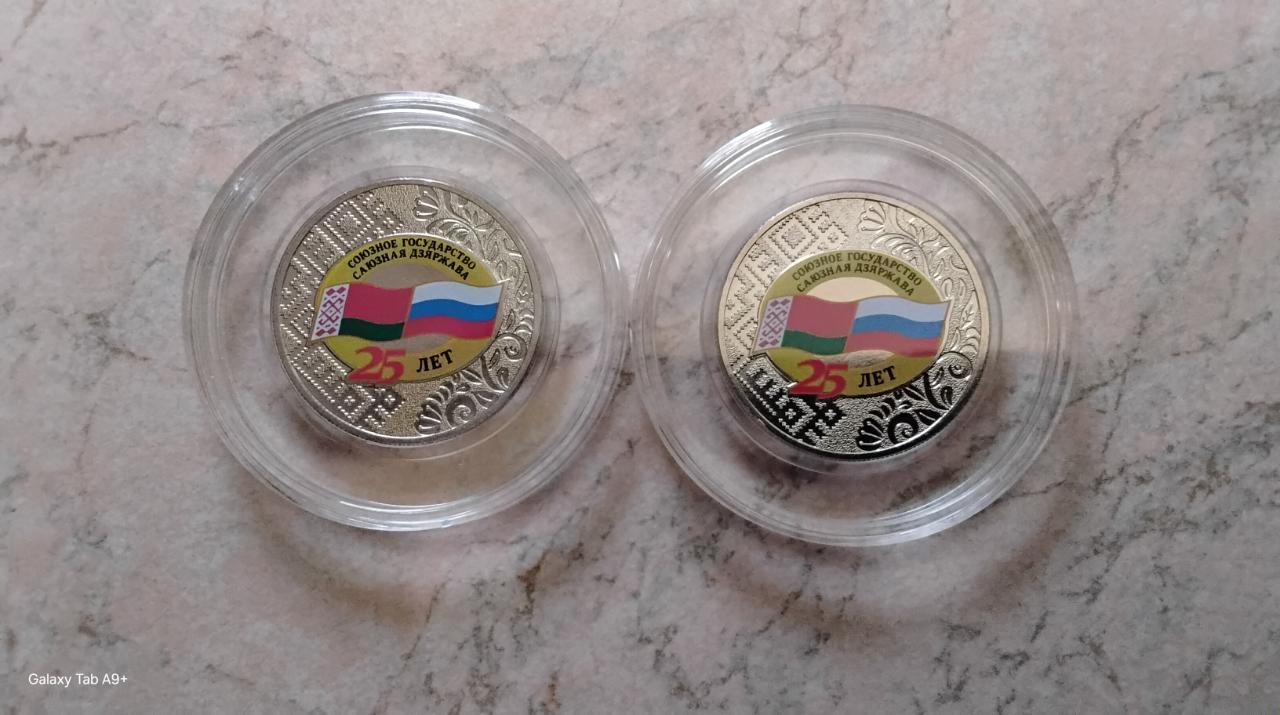 СОЮЗНОЕ ГОСУДАРСТВО
САЮЗНАЯ ДЗЯРЖАВА
25 ЛЕТ
СОЮЗНОЕ ГОСУДАРСТВО
САЮЗНАЯ ДЗЯРЖАВА
25 ЛЕТ
Galaxy Tab A9+